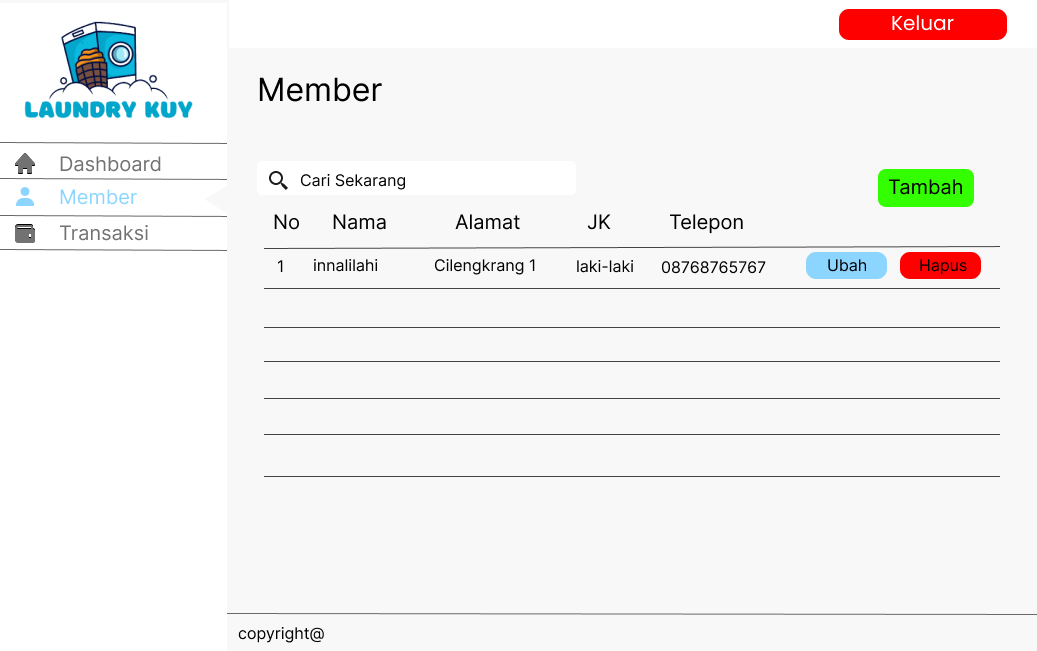 Keluar
LAUNDRY KUY
Member
Dashboard
Member
Transaksi
Cari Sekarang
Tambah
No Nama Alamat JK Telepon
1 innalilahi Cilengkrang 1 laki-laki 08768765767 Ubah Hapus
copyright@